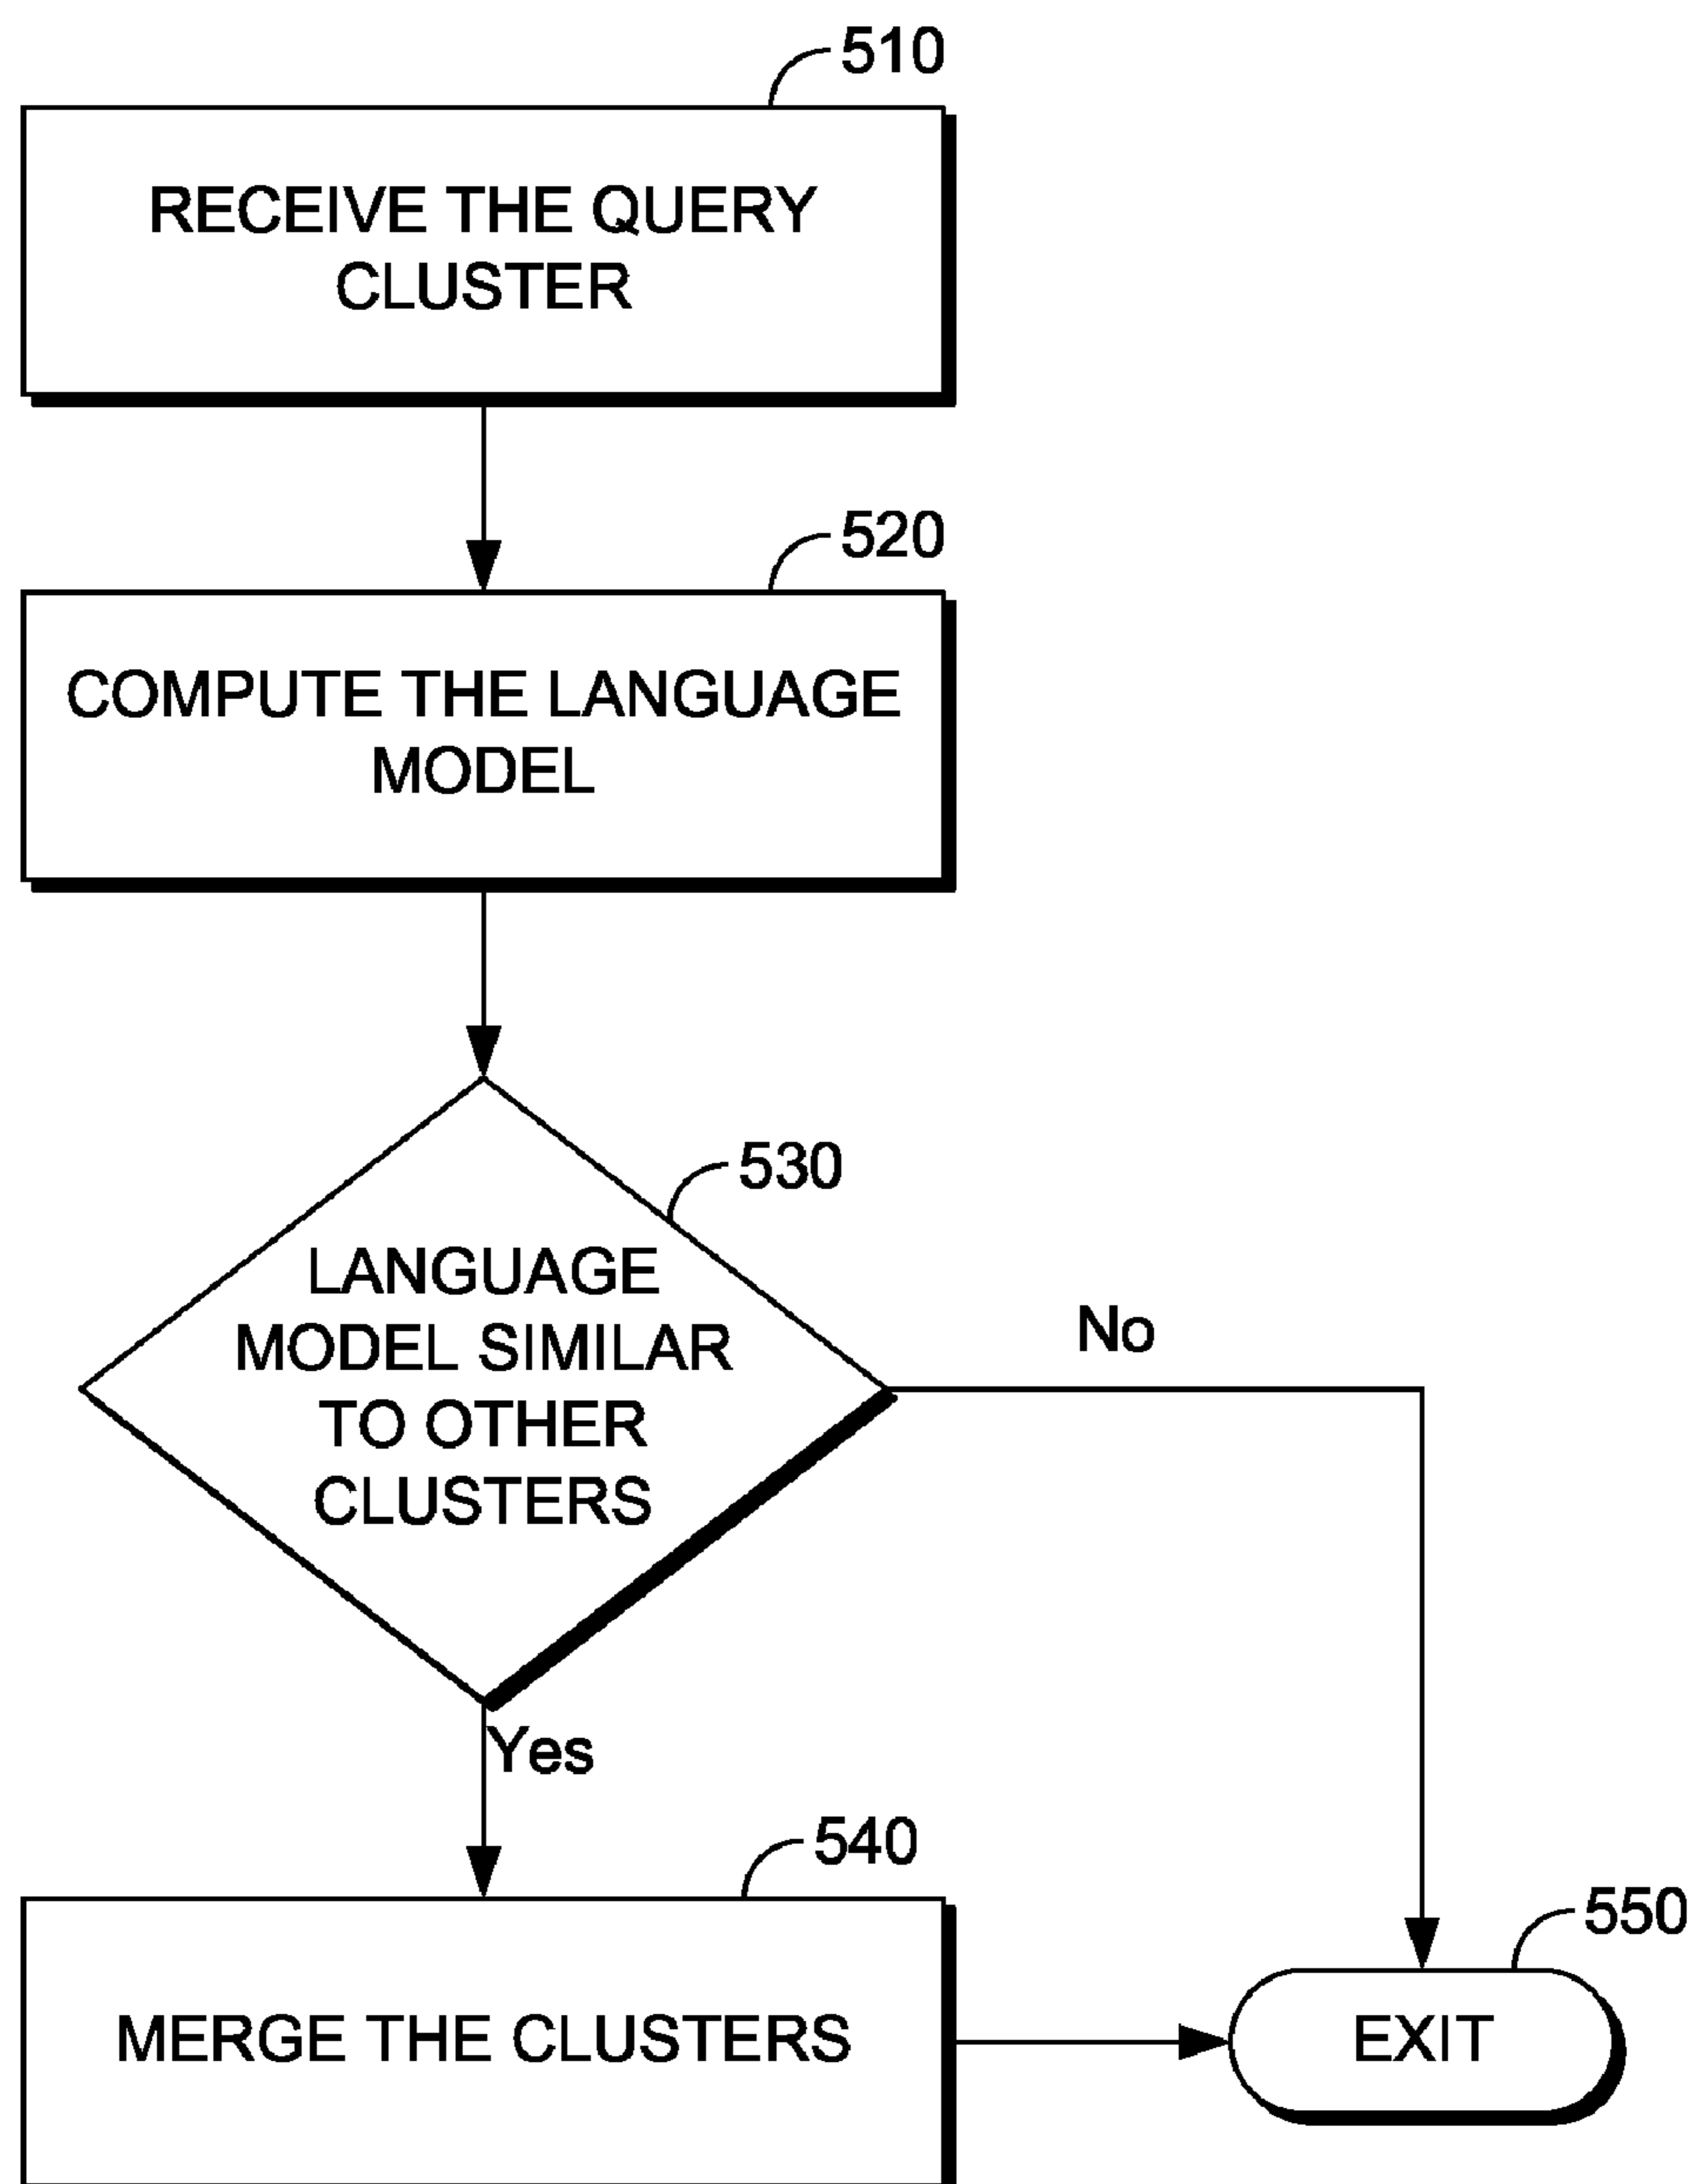 510
RECEIVE THE QUERY
CLUSTER
520
COMPUTE THE LANGUAGE
MODEL
530
LANGUAGE
MODEL SIMILAR
TO OTHER
CLUSTERS
No
Yes
540
MERGE THE CLUSTERS
550
EXIT